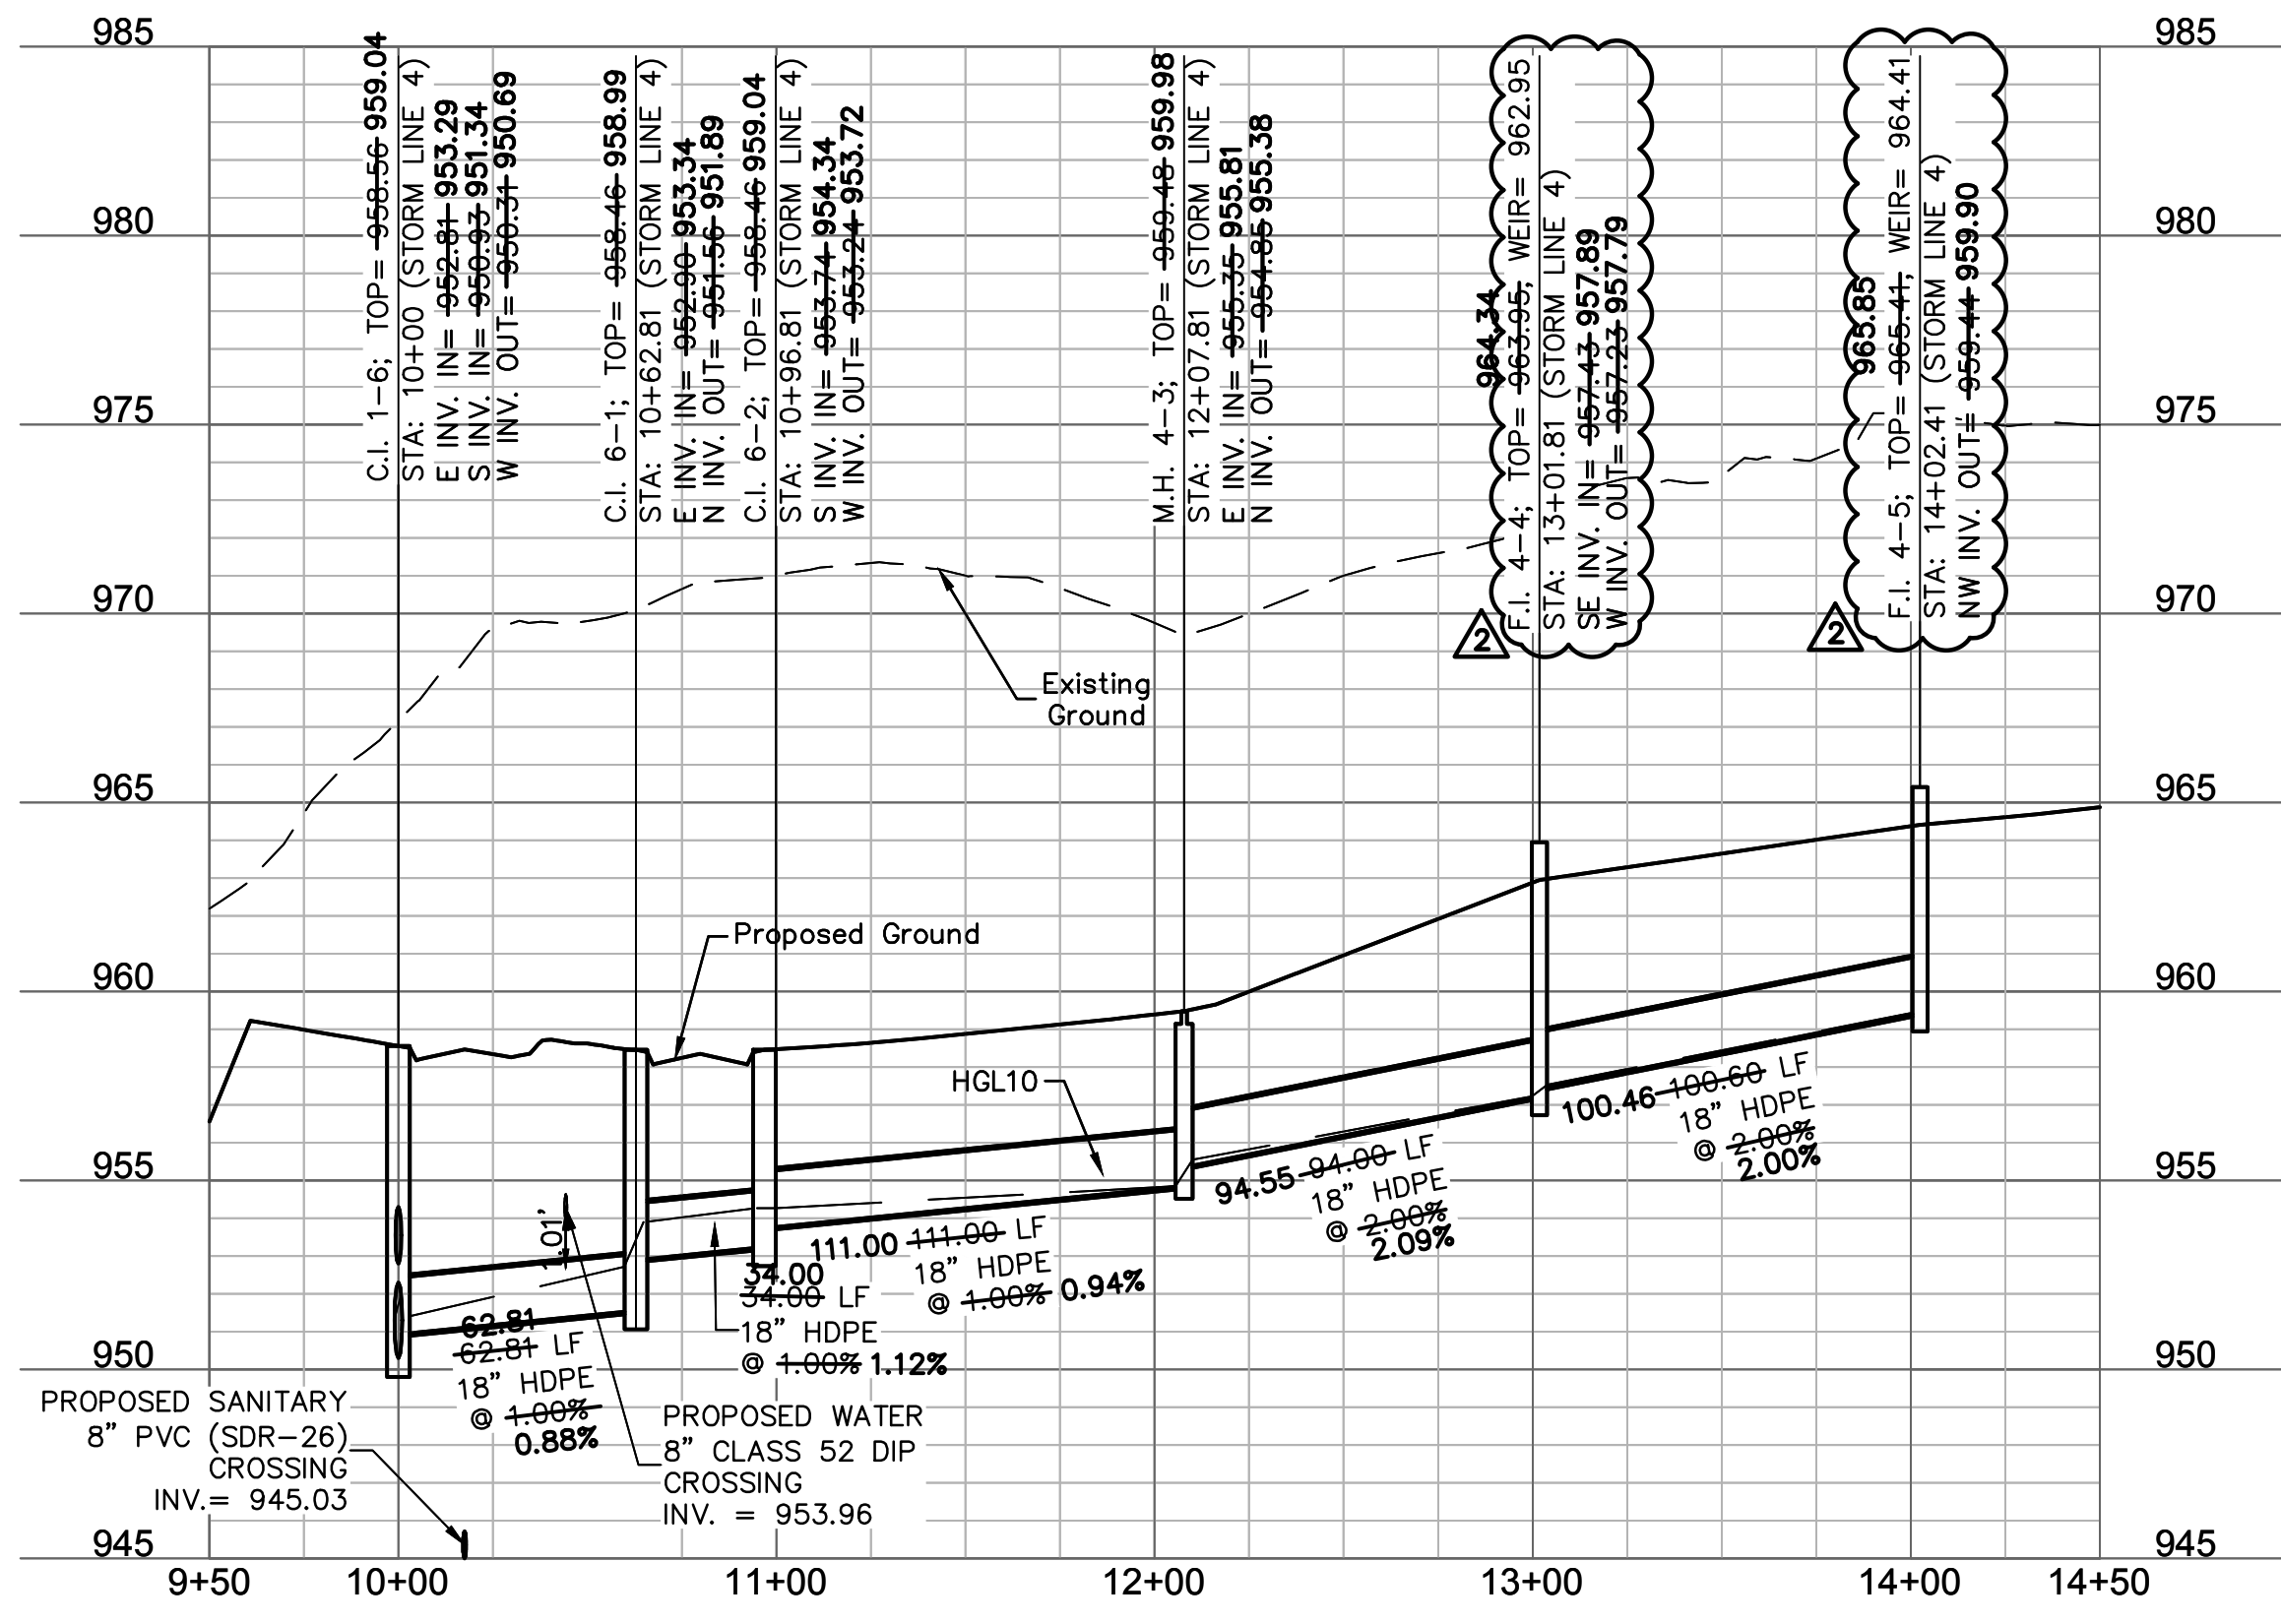 985
980
975
970
965
960
955
950
945
985
980
975
970
965
960
955
950
945
C.I. 1-6; TOP= 958.56 959.04
STA: 10+00 (STORM LINE 4)
E INV. IN= 952.81 953.29
S INV. IN= 950.93 951.34
W INV. OUT= 950.31 950.69
C.I. 6-1; TOP= 958.46 958.99
STA: 10+62.81 (STORM LINE 4)
E INV. IN= 952.90 953.34
N INV. OUT= 951.56 951.89
C.I. 6-2; TOP= 958.46 959.04
STA: 10+96.81 (STORM LINE 4)
S INV. IN= 953.74 954.34
W INV. OUT= 953.24 953.72
M.H. 4-3; TOP= 959.48 959.98
STA: 12+07.81 (STORM LINE 4)
E INV. IN= 955.35 955.81
N INV. OUT= 954.85 955.38
964.34
F.I. 4-4; TOP= 963.95, WEIR= 962.95
STA: 13+01.81 (STORM LINE 4)
SE INV. IN= 957.43 957.89
W INV. OUT= 957.23 957.79
2
965.85
F.I. 4-5; TOP= 965.41, WEIR= 964.41
STA: 14+02.41 (STORM LINE 4)
NW INV. OUT= 959.44 959.90
2
Existing
Ground
Proposed Ground
HGL10
1.01'
62.81
62.81 LF
18" HDPE
@ 1.00%
0.88%
34.00
34.00 LF
18" HDPE
@ 1.00% 1.12%
111.00 111.00 LF
18" HDPE
@ 1.00% 0.94%
94.55 94.00 LF
18" HDPE
@ 2.00%
2.09%
100.46 100.60 LF
18" HDPE
@ 2.00%
2.00%
PROPOSED SANITARY
8" PVC (SDR-26)
CROSSING
INV.= 945.03
PROPOSED WATER
8" CLASS 52 DIP
CROSSING
INV. = 953.96
9+50 10+00 11+00 12+00 13+00 14+00 14+50